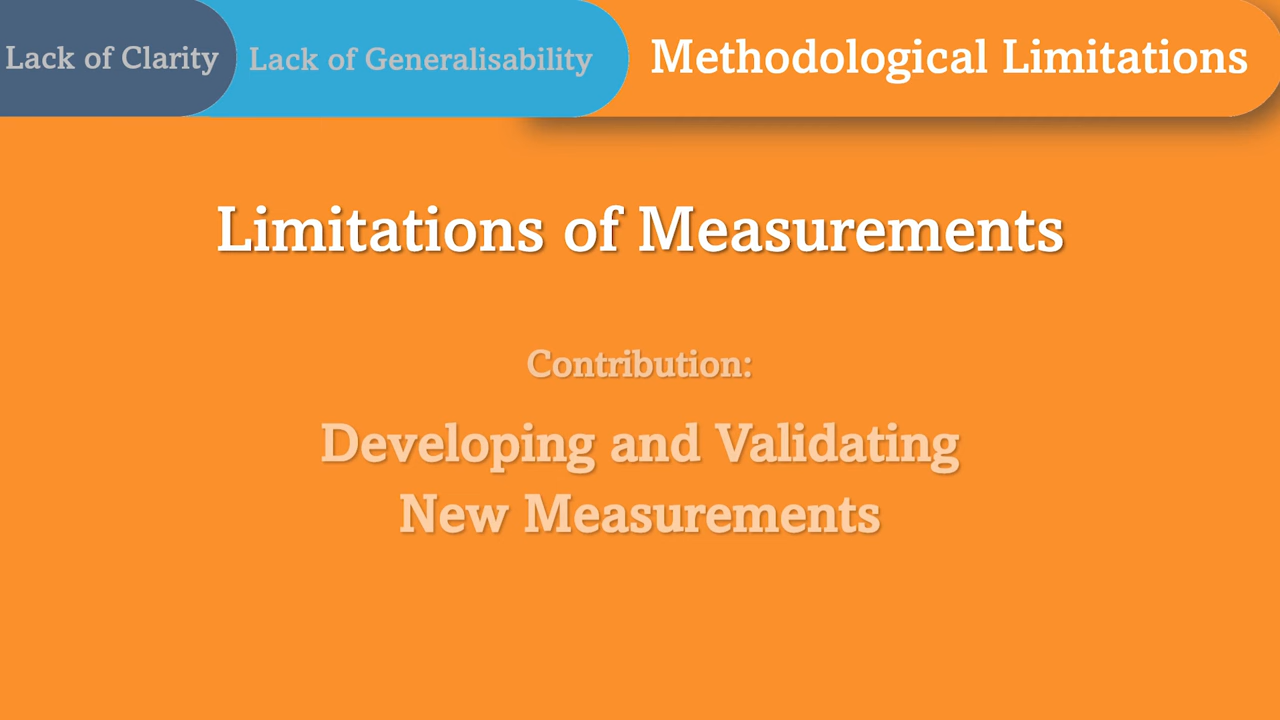 Lack of Clarity
Lack of Generalisability
Methodological Limitations
Limitations of Measurements
Contribution:
Developing and Validating
New Measurements